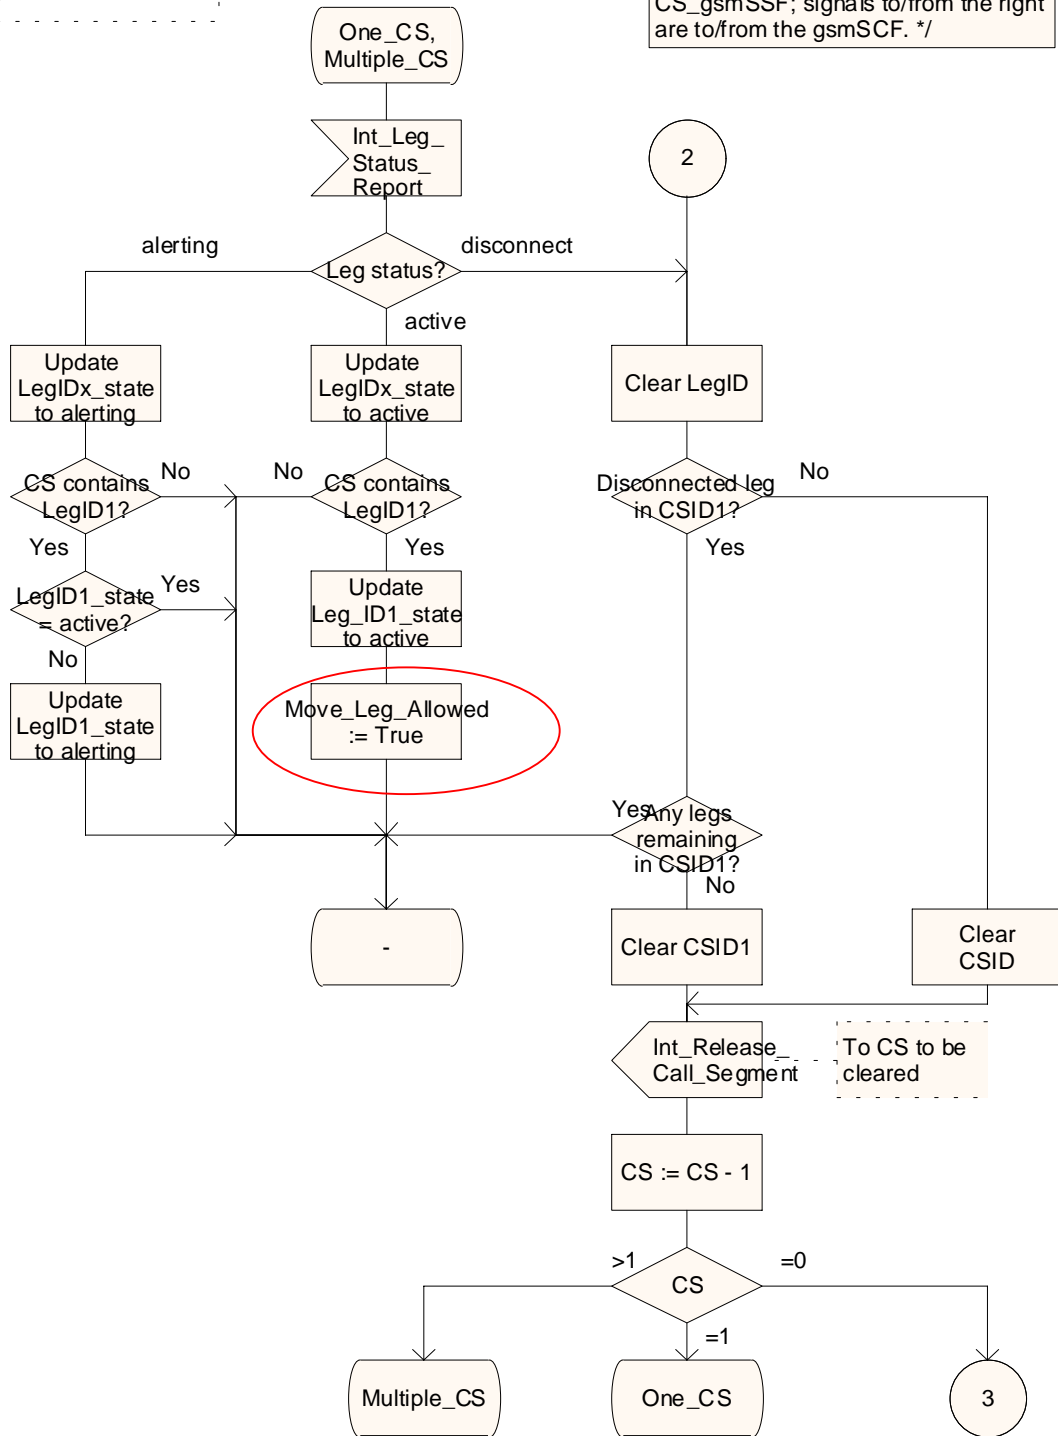 CS_gsmSSF; signals to/from the right
are to/from the gsmSCF. */
One_CS,
Multiple_CS
Int_Leg_
Status_
Report
2
alerting
Leg status?
disconnect
active
Update
LegIDx_state
to alerting
Update
LegIDx_state
to active
Clear LegID
CS contains
LegID1?
No
No
CS contains
LegID1?
Disconnected leg
in CSID1?
No
Yes
Yes
Yes
LegID1_state
= active?
Yes
Update
Leg_ID1_state
to active
No
Update
LegID1_state
to alerting
Move_Leg_Allowed
:= True
Yes
Any legs
remaining
in CSID1?
No
-
Clear CSID1
Clear
CSID
Int_Release_
Call_Segment
To CS to be
cleared
CS := CS - 1
>1
CS
=0
=1
Multiple_CS
One_CS
3